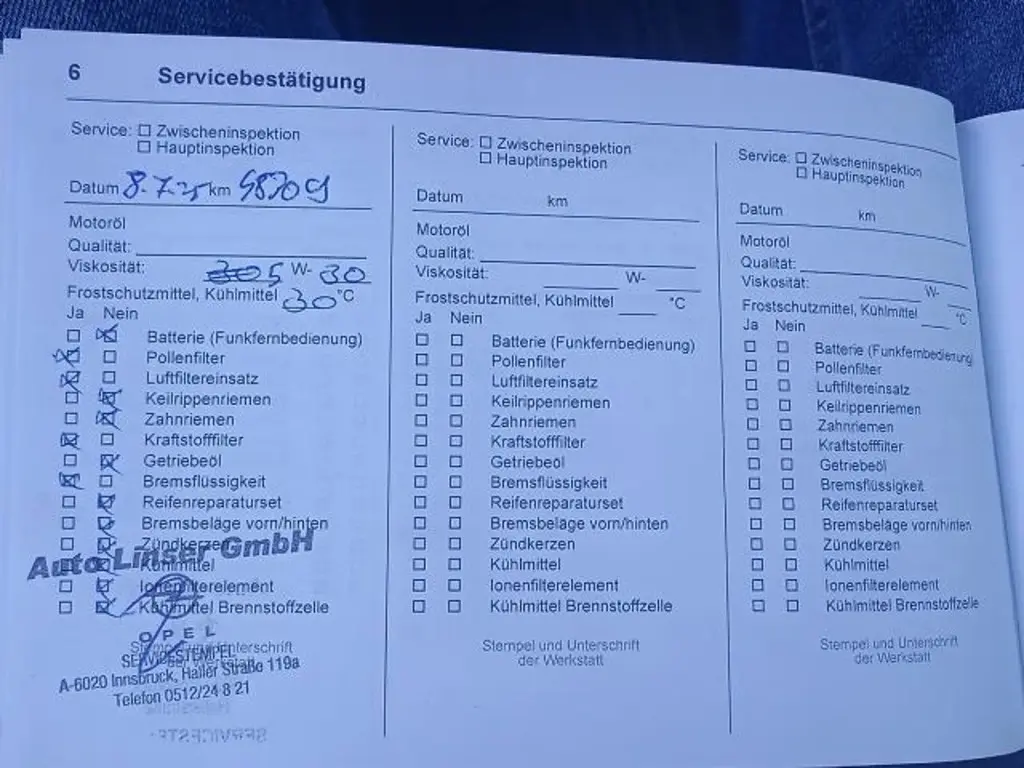 6 Servicebestätigung
Service: ☐ Zwischeninspektion
☐ Hauptinspektion
Datum 8.7.25 km 98709
Motoröl
Qualität:
Viskosität: 5 W- 30
Frostschutzmittel, Kühlmittel 30 °C
Ja Nein
Batterie (Funkfernbedienung)
Pollenfilter
Luftfiltereinsatz
Keilrippenriemen
Zahnriemen
Kraftstofffilter
Getriebeöl
Bremsflüssigkeit
Reifenreparaturset
Bremsbeläge vorn/hinten
Zündkerzen
Kühlmittel
Ionenfilterelement
Kühlmittel Brennstoffzelle
Auto Linser GmbH
OPEL
SERVICESTEMPEL
A-6020 Innsbruck, Haller Straße 119a
Telefon 0512/24 8 21
Service: ☐ Zwischeninspektion
☐ Hauptinspektion
Datum km
Motoröl
Qualität:
Viskosität: W-
Frostschutzmittel, Kühlmittel °C
Ja Nein
Batterie (Funkfernbedienung)
Pollenfilter
Luftfiltereinsatz
Keilrippenriemen
Zahnriemen
Kraftstofffilter
Getriebeöl
Bremsflüssigkeit
Reifenreparaturset
Bremsbeläge vorn/hinten
Zündkerzen
Kühlmittel
Ionenfilterelement
Kühlmittel Brennstoffzelle
Stempel und Unterschrift
der Werkstatt
Service: ☐ Zwischeninspektion
☐ Hauptinspektion
Datum km
Motoröl
Qualität:
Viskosität: W-
Frostschutzmittel, Kühlmittel °C
Ja Nein
Batterie (Funkfernbedienung)
Pollenfilter
Luftfiltereinsatz
Keilrippenriemen
Zahnriemen
Kraftstofffilter
Getriebeöl
Bremsflüssigkeit
Reifenreparaturset
Bremsbeläge vorn/hinten
Zündkerzen
Kühlmittel
Ionenfilterelement
Kühlmittel Brennstoffzelle
Stempel und Unterschrift
der Werkstatt